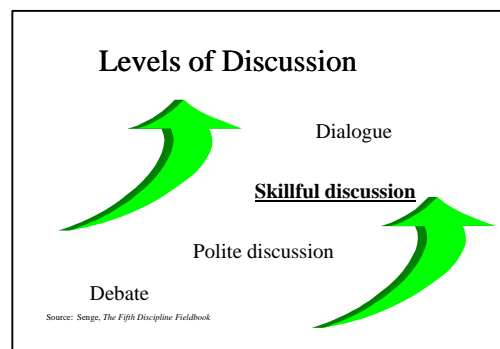 Levels of Discussion
Dialogue
Skillful discussion
Polite discussion
Debate
Source: Senge, The Fifth Discipline Fieldbook